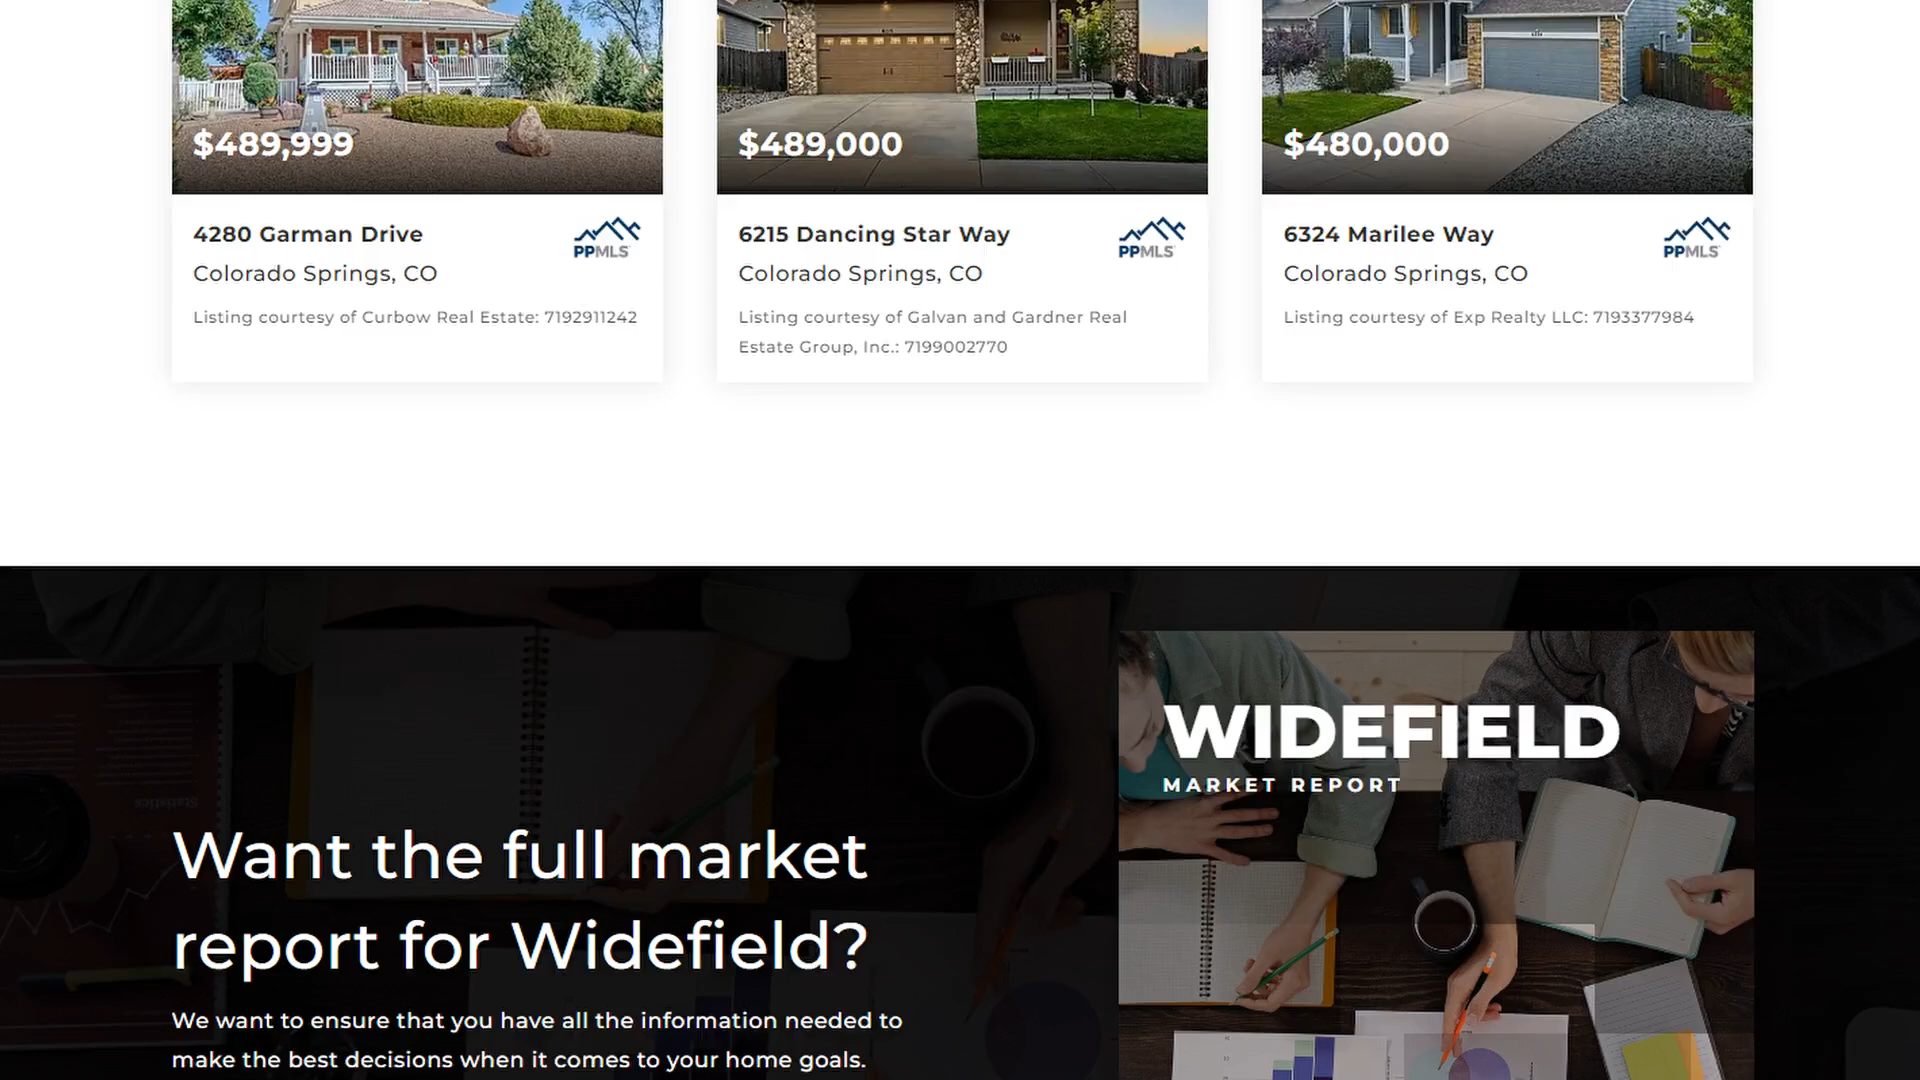 $489,999
4280 Garman Drive
PPMLS
Colorado Springs, CO
Listing courtesy of Curbow Real Estate: 7192911242
$489,000
6215 Dancing Star Way
PPMLS
Colorado Springs, CO
Listing courtesy of Galvan and Gardner Real
Estate Group, Inc.: 7199002770
$480,000
6324 Marilee Way
PPMLS
Colorado Springs, CO
Listing courtesy of Exp Realty LLC: 7193377984
Want the full market
report for Widefield?
We want to ensure that you have all the information needed to
make the best decisions when it comes to your home goals.
WIDEFIELD
MARKET REPORT
Statistics